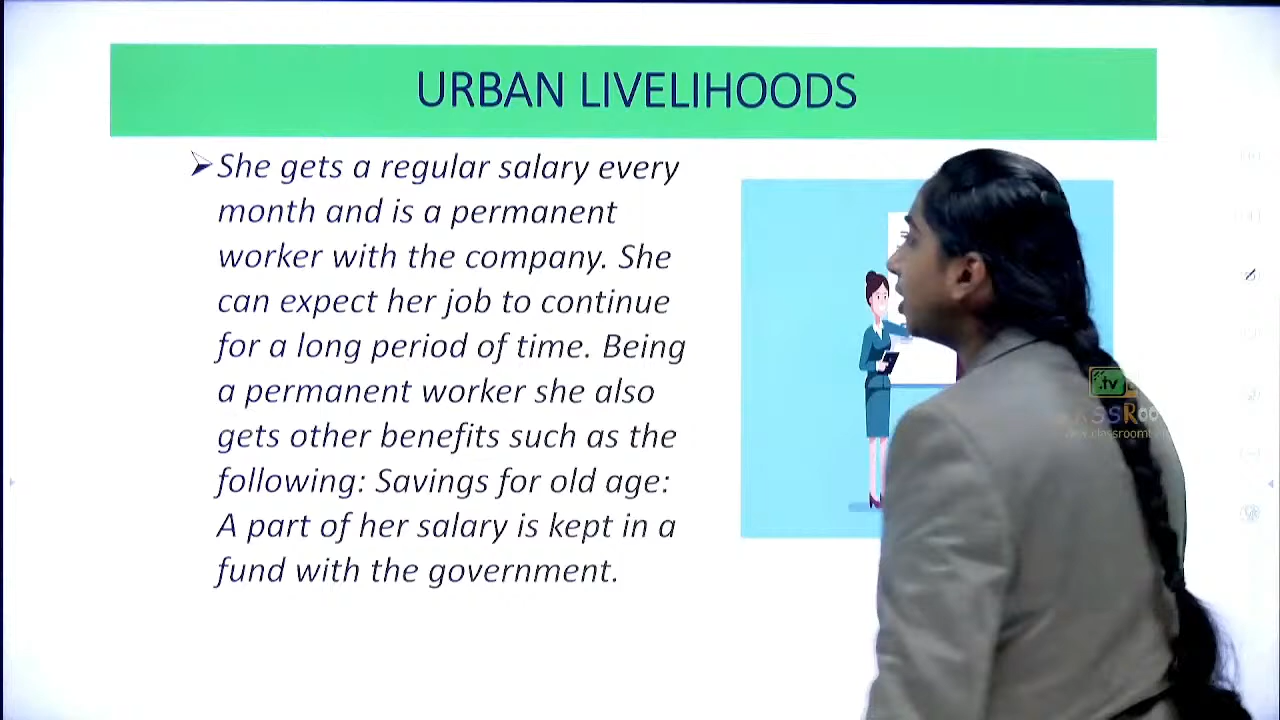 URBAN LIVELIHOODS
➢ She gets a regular salary every
month and is a permanent
worker with the company. She
can expect her job to continue
for a long period of time. Being
a permanent worker she also
gets other benefits such as the
following: Savings for old age:
A part of her salary is kept in a
fund with the government.
.tv